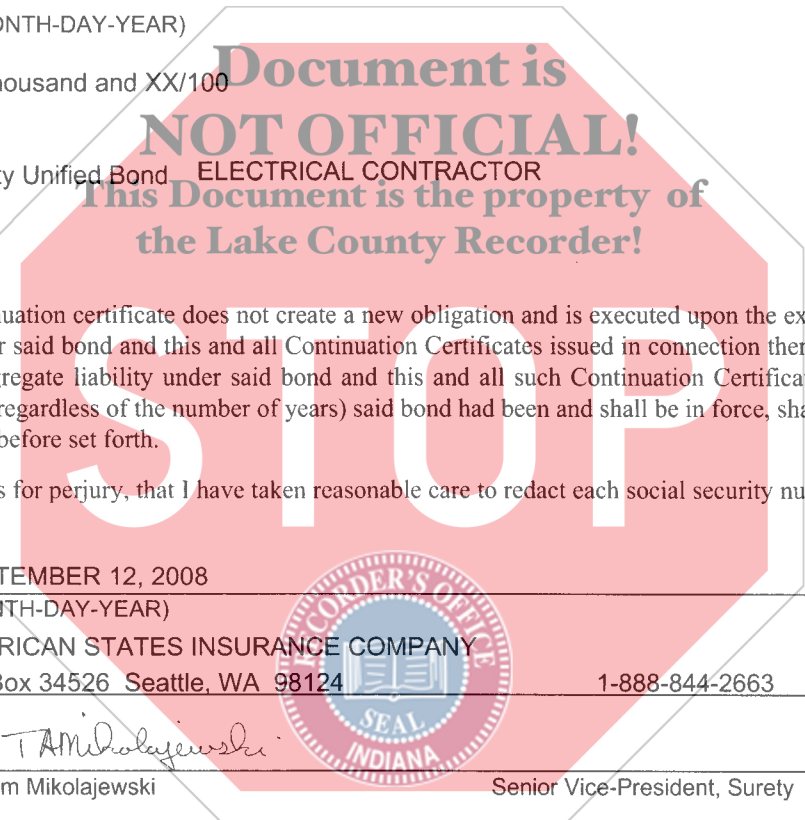 ONTH-DAY-YEAR)
Document is
housand and XX/100
NOT OFFICIAL!
ty Unified Bond ELECTRICAL CONTRACTOR
This Document is the property of
the Lake County Recorder!
STOP
nuation certificate does not create a new obligation and is executed upon the ex
r said bond and this and all Continuation Certificates issued in connection ther
regate liability under said bond and this and all such Continuation Certifica
regardless of the number of years) said bond had been and shall be in force, sha
before set forth.
s for perjury, that I have taken reasonable care to redact each social security nu
TEMBER 12, 2008
NTH-DAY-YEAR)
RICAN STATES INSURANCE COMPANY
Box 34526 Seattle, WA 98124 1-888-844-2663
RECORDER'S OFFICE
SEAL
INDIANA
TAMikolajewski
m Mikolajewski Senior Vice-President, Surety